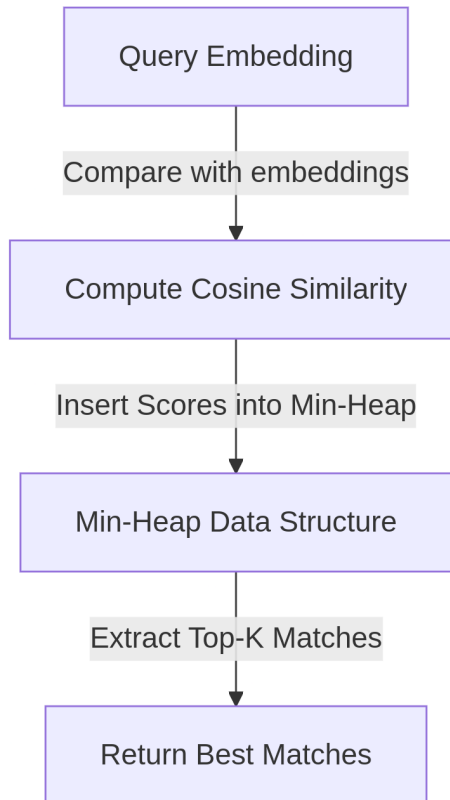 Query Embedding
Compare with embeddings
Compute Cosine Similarity
Insert Scores into Min-Heap
Min-Heap Data Structure
Extract Top-K Matches
Return Best Matches